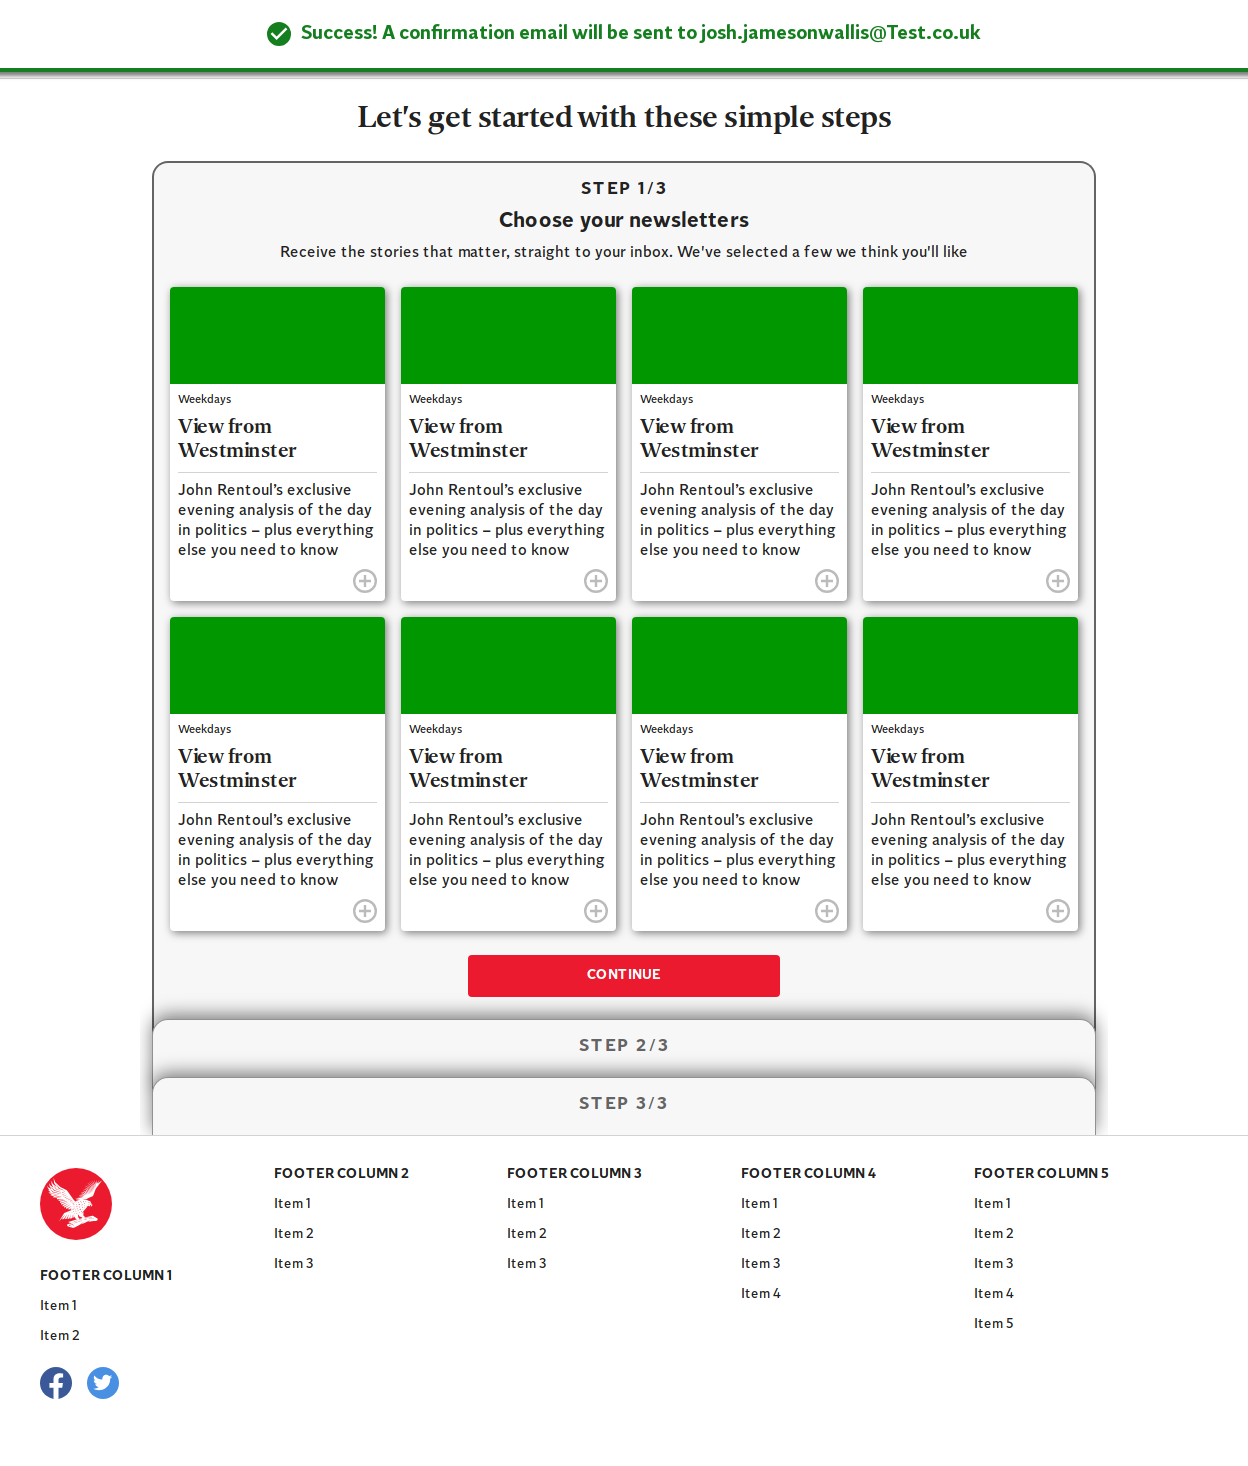 Success! A confirmation email will be sent to josh.jamesonwallis@Test.co.uk
Let's get started with these simple steps
STEP 1/3
Choose your newsletters
Receive the stories that matter, straight to your inbox. We've selected a few we think you'll like
Weekdays
View from
Westminster
John Rentoul’s exclusive
evening analysis of the day
in politics – plus everything
else you need to know
Weekdays
View from
Westminster
John Rentoul’s exclusive
evening analysis of the day
in politics – plus everything
else you need to know
Weekdays
View from
Westminster
John Rentoul’s exclusive
evening analysis of the day
in politics – plus everything
else you need to know
Weekdays
View from
Westminster
John Rentoul’s exclusive
evening analysis of the day
in politics – plus everything
else you need to know
Weekdays
View from
Westminster
John Rentoul’s exclusive
evening analysis of the day
in politics – plus everything
else you need to know
Weekdays
View from
Westminster
John Rentoul’s exclusive
evening analysis of the day
in politics – plus everything
else you need to know
Weekdays
View from
Westminster
John Rentoul’s exclusive
evening analysis of the day
in politics – plus everything
else you need to know
Weekdays
View from
Westminster
John Rentoul’s exclusive
evening analysis of the day
in politics – plus everything
else you need to know
CONTINUE
STEP 2/3
STEP 3/3
FOOTER COLUMN 1
Item 1
Item 2
FOOTER COLUMN 2
Item 1
Item 2
Item 3
FOOTER COLUMN 3
Item 1
Item 2
Item 3
FOOTER COLUMN 4
Item 1
Item 2
Item 3
Item 4
FOOTER COLUMN 5
Item 1
Item 2
Item 3
Item 4
Item 5